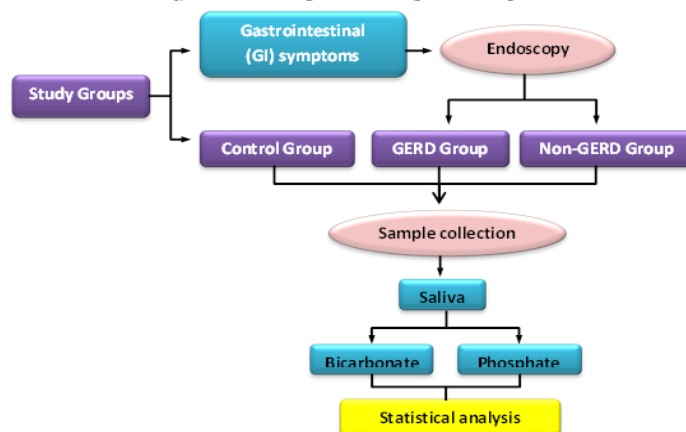 Gastrointestinal
(GI) symptoms
Endoscopy
Study Groups
Control Group
GERD Group
Non-GERD Group
Sample collection
Saliva
Bicarbonate
Phosphate
Statistical analysis